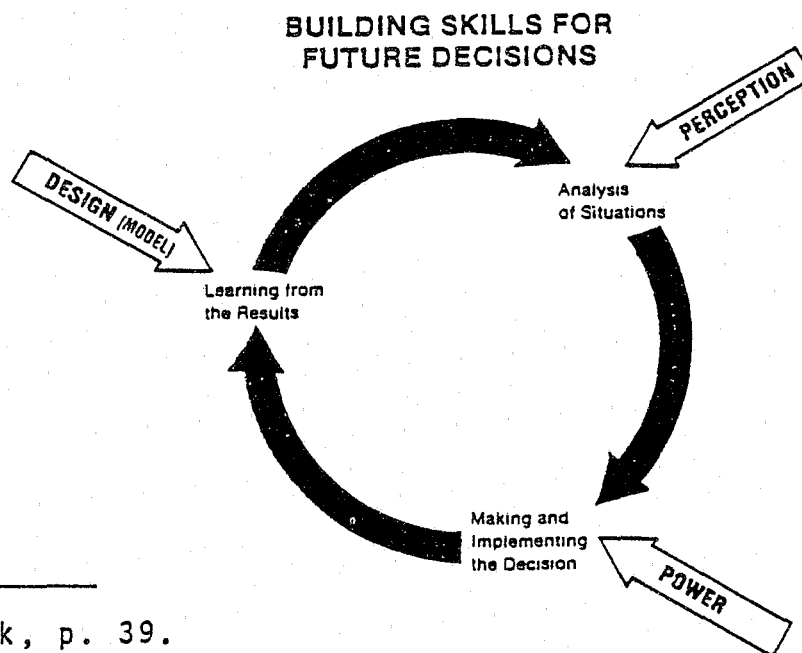 BUILDING SKILLS FOR
FUTURE DECISIONS
PERCEPTION
Analysis
of Situations
DESIGN (MODEL)
Learning from
the Results
Making and
Implementing
the Decision
POWER
k, p. 39.